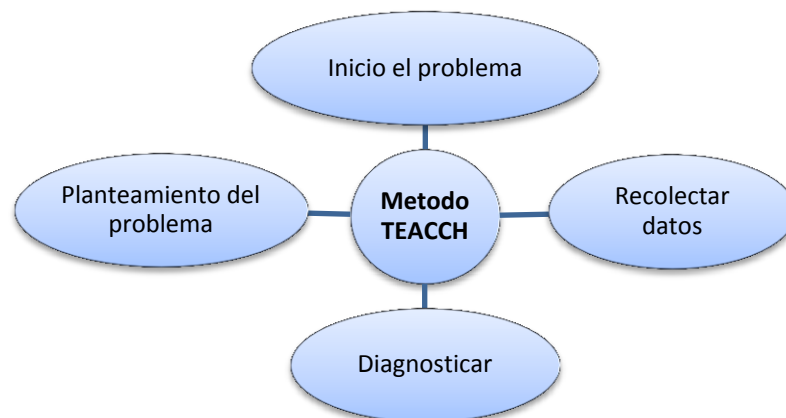 Inicio el problema
Planteamiento del
problema
Metodo
TEACCH
Recolectar
datos
Diagnosticar